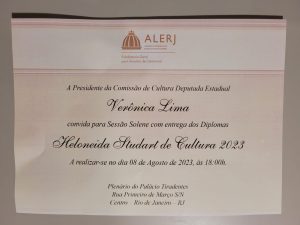 ALERJ
A Presidente da Comissão de Cultura Deputada Estadual
Verônica Lima
convida para Sessão Solene com entrega dos Diplomas
Heloneida Studart de Cultura 2023
A realizar-se no dia 08 de Agosto de 2023, às 18:00h.
Plenário do Palácio Tiradentes
Rua Primeiro de Março S/N
Centro - Rio de Janeiro - RJ